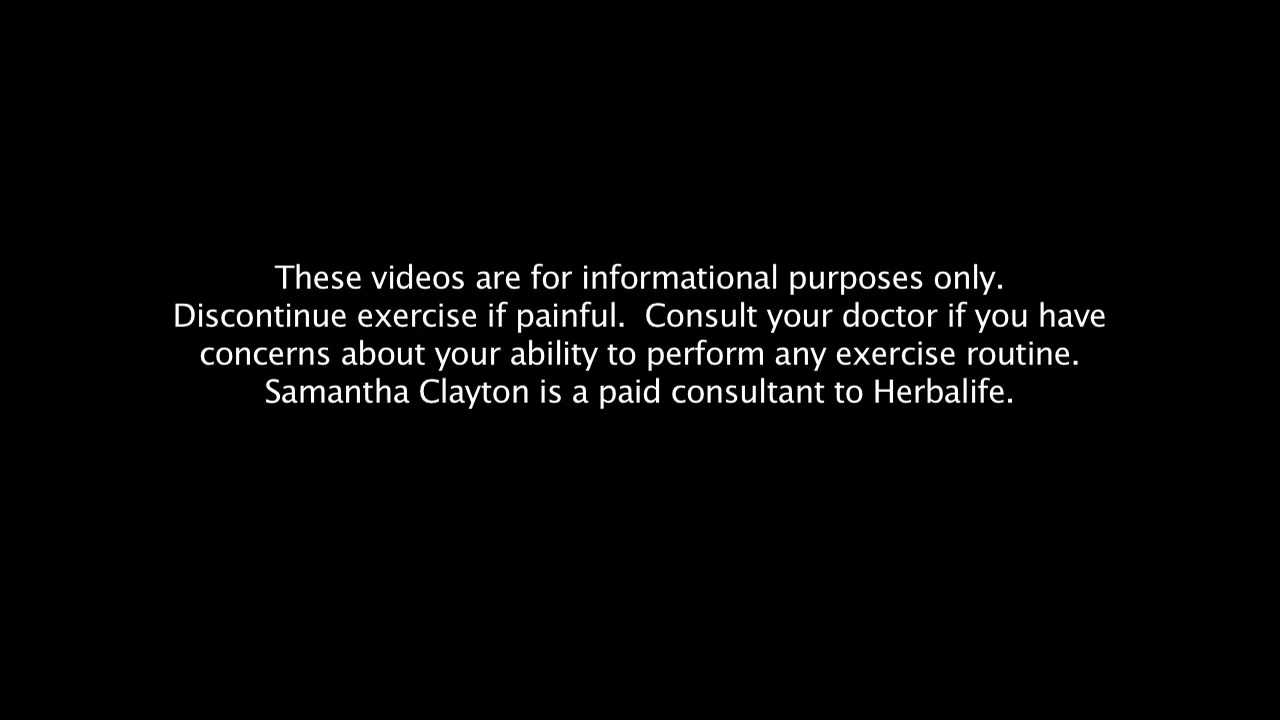 These videos are for informational purposes only.
Discontinue exercise if painful.  Consult your doctor if you have
concerns about your ability to perform any exercise routine.
Samantha Clayton is a paid consultant to Herbalife.